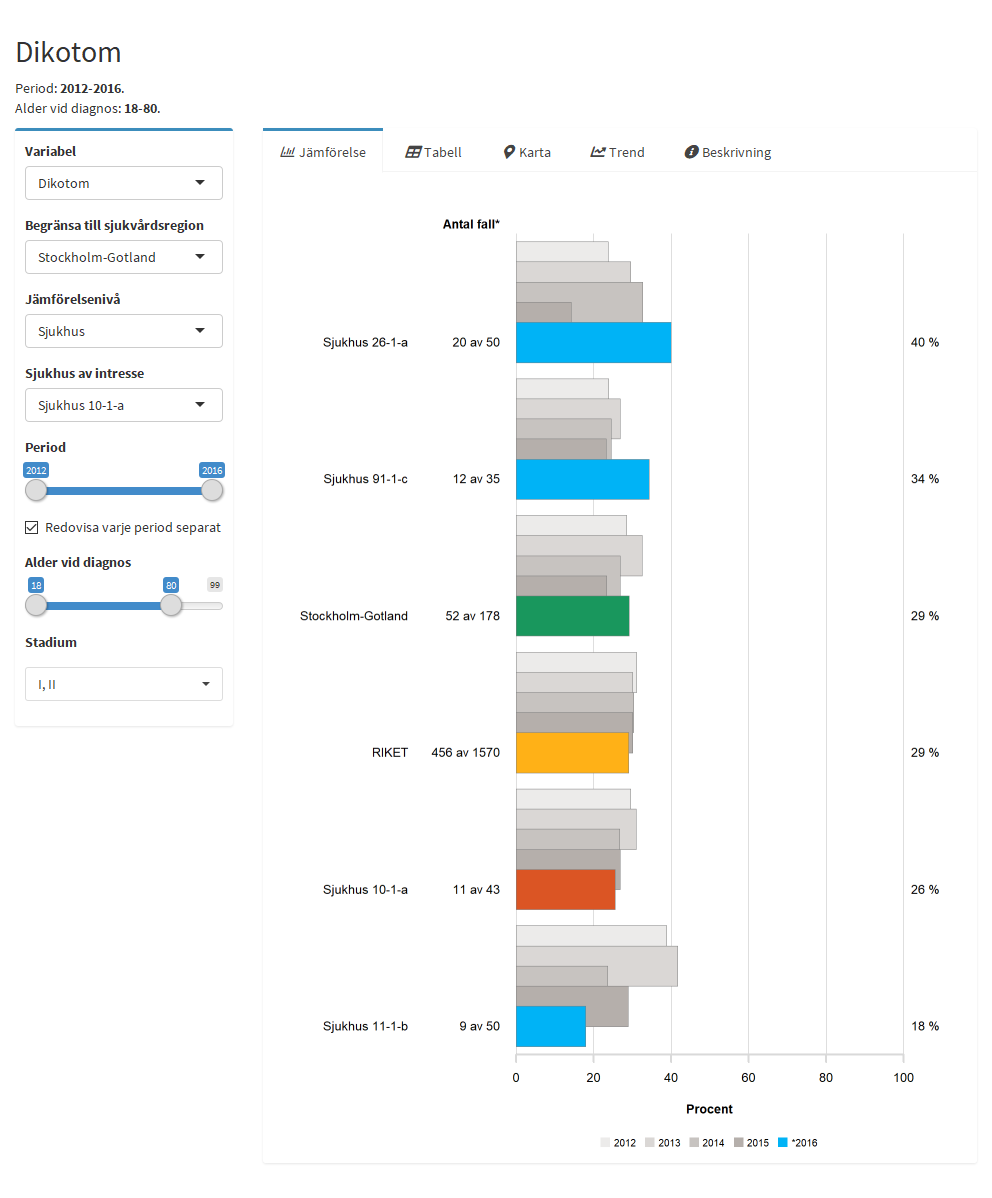 Dikotom
Period: 2012-2016.
Alder vid diagnos: 18-80.
Variabel
Dikotom
Begränsa till sjukvårdsregion
Stockholm-Gotland
Jämförelsenivå
Sjukhus
Sjukhus av intresse
Sjukhus 10-1-a
Period
2012 2016
Redovisa varje period separat
Alder vid diagnos
18 80 99
Stadium
I, II
Jämförelse Tabell Karta Trend Beskrivning
Antal fall*
Sjukhus 26-1-a 20 av 50 40 %
Sjukhus 91-1-c 12 av 35 34 %
Stockholm-Gotland 52 av 178 29 %
RIKET 456 av 1570 29 %
Sjukhus 10-1-a 11 av 43 26 %
Sjukhus 11-1-b 9 av 50 18 %
0 20 40 60 80 100
Procent
2012 2013 2014 2015 *2016